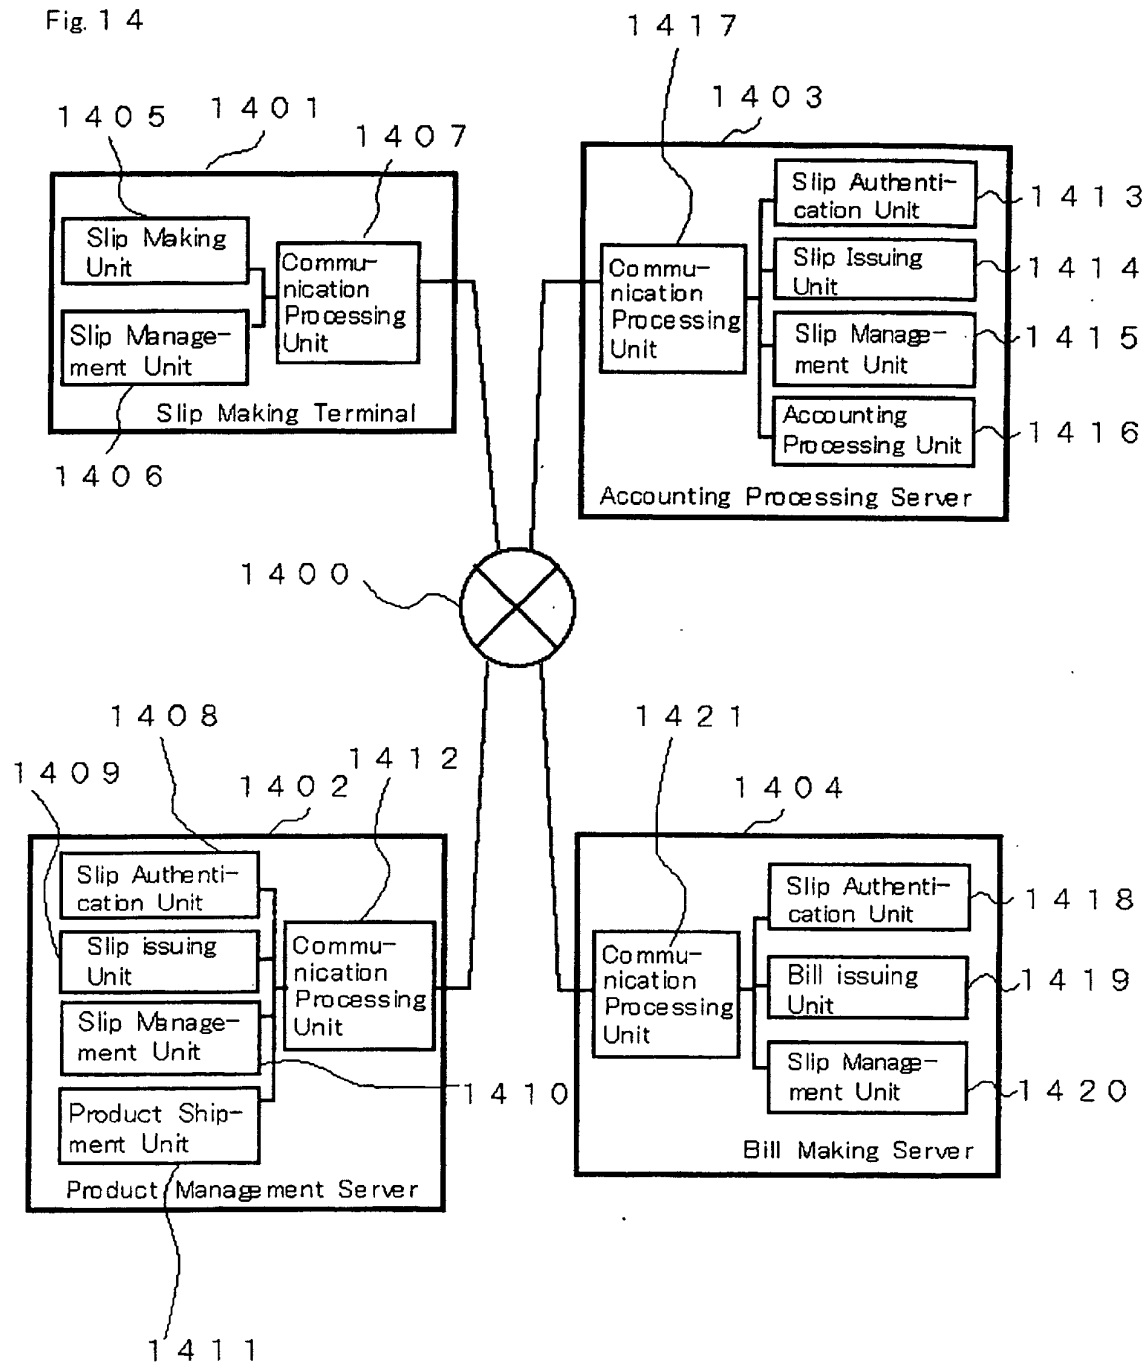 Fig. 14
1417
1405
1401
1407
1403
Slip Making
Unit
Slip Manage-
ment Unit
Commu-
nication
Processing
Unit
Slip Making Terminal
1406
Commu-
nication
Processing
Unit
Slip Authenti-
cation Unit
1413
Slip Issuing
Unit
1414
Slip Manage-
ment Unit
1415
Accounting
Processing Unit
1416
Accounting Processing Server
1400
1408
1409
1402
1412
Slip Authenti-
cation Unit
Slip issuing
Unit
Slip Manage-
ment Unit
Product Ship-
ment Unit
Commu-
nication
Processing
Unit
1410
Product Management Server
1411
1421
1404
Commu-
nication
Processing
Unit
Slip Authenti-
cation Unit
1418
Bill issuing
Unit
1419
Slip Manage-
ment Unit
1420
Bill Making Server